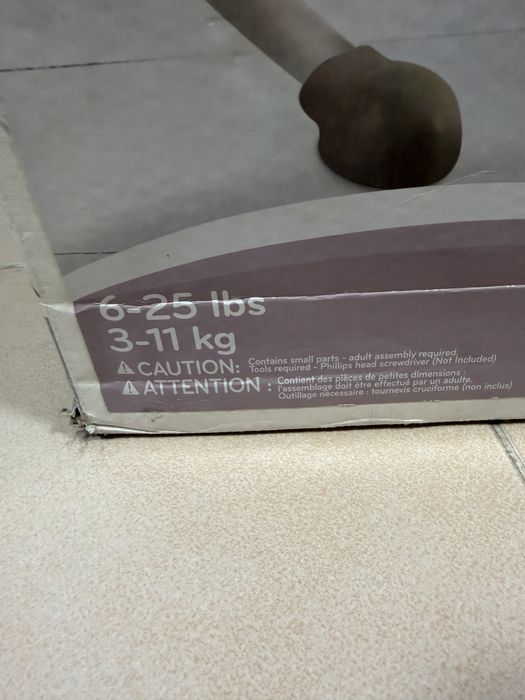 6-25 lbs
3-11 kg
⚠ CAUTION: Contains small parts - adult assembly required.
Tools required - Phillips head screwdriver (Not Included)
⚠ ATTENTION : Contient des pièces de petites dimensions ;
l'assemblage doit être effectué par un adulte.
Outillage nécessaire : tournevis cruciforme (non inclus)